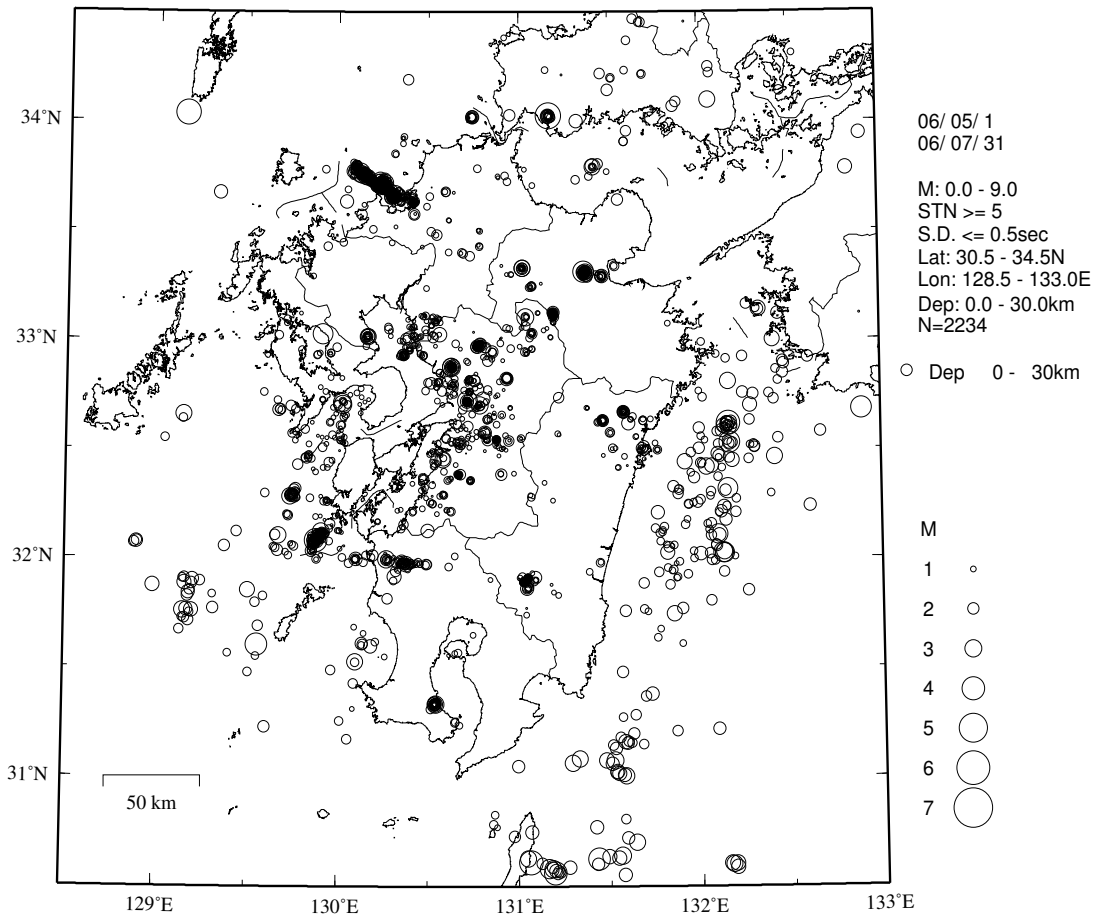 34˚N
33˚N
32˚N
31˚N
50 km
129˚E
130˚E
131˚E
132˚E
133˚E
06/ 05/ 1
06/ 07/ 31
M: 0.0 - 9.0
STN >= 5
S.D. <= 0.5sec
Lat: 30.5 - 34.5N
Lon: 128.5 - 133.0E
Dep: 0.0 - 30.0km
N=2234
Dep 0 - 30km
M
1
2
3
4
5
6
7